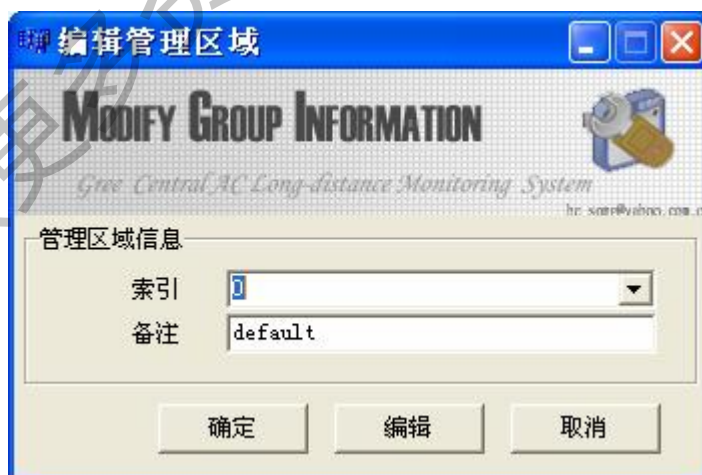 编辑管理区域
MODIFY GROUP INFORMATION
Gree Central AC Long-distance Monitoring System
管理区域信息
索引 0
备注 default
确定 编辑 取消